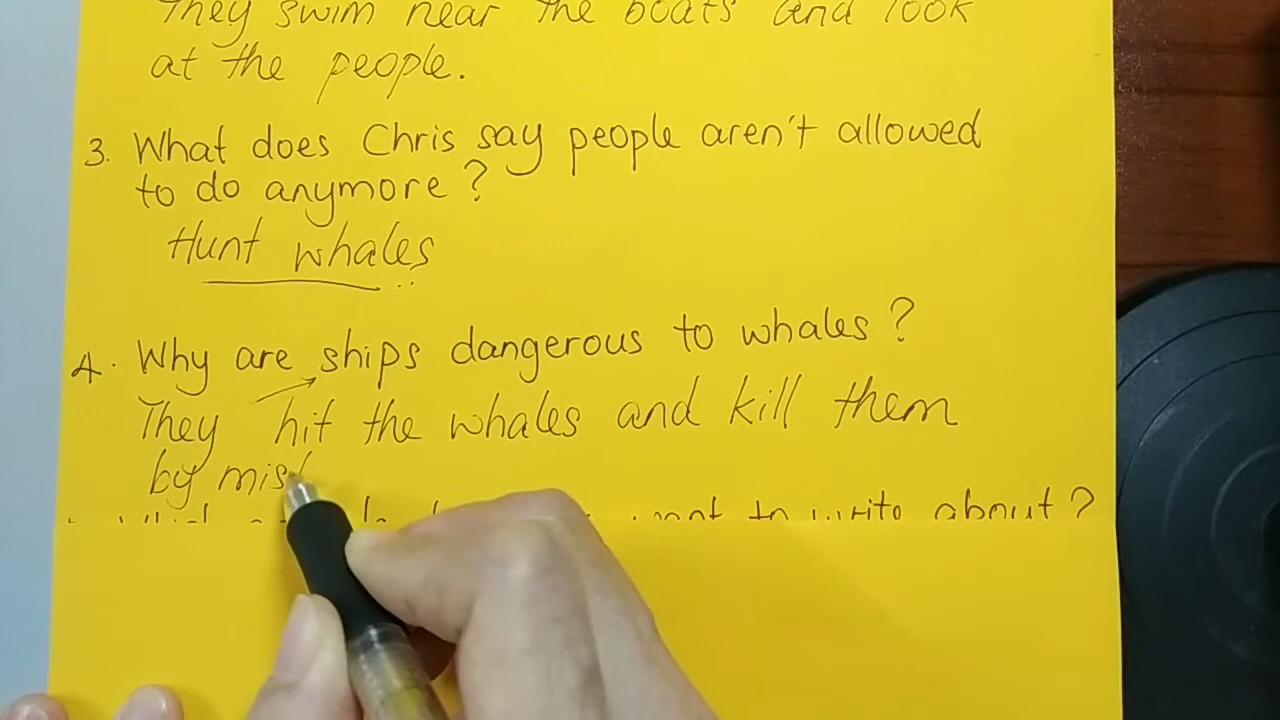 They swim near the boats and look
at the people.
3. What does Chris say people aren't allowed
to do anymore?
Hunt whales
4. Why are ships dangerous to whales?
They hit the whales and kill them
by mis
want to write about?